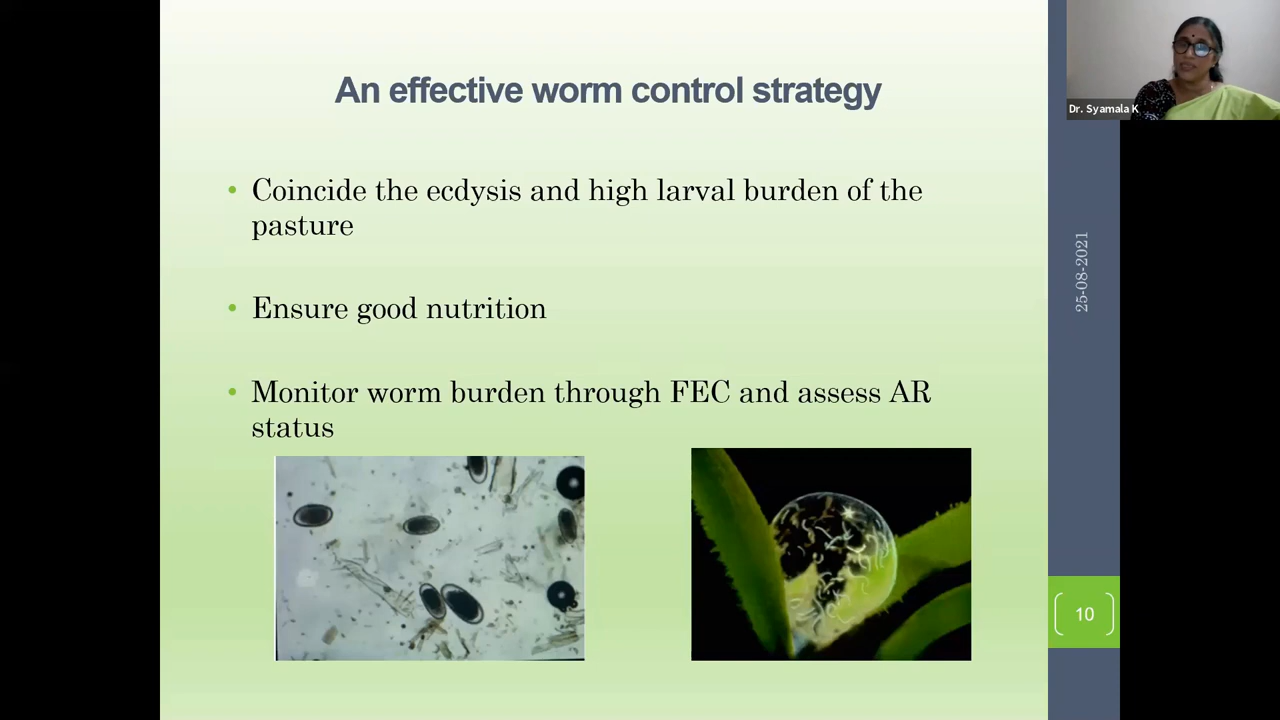 An effective worm control strategy
• Coincide the ecdysis and high larval burden of the
pasture
• Ensure good nutrition
• Monitor worm burden through FEC and assess AR
status
Dr. Syamala K
25-08-2021
10